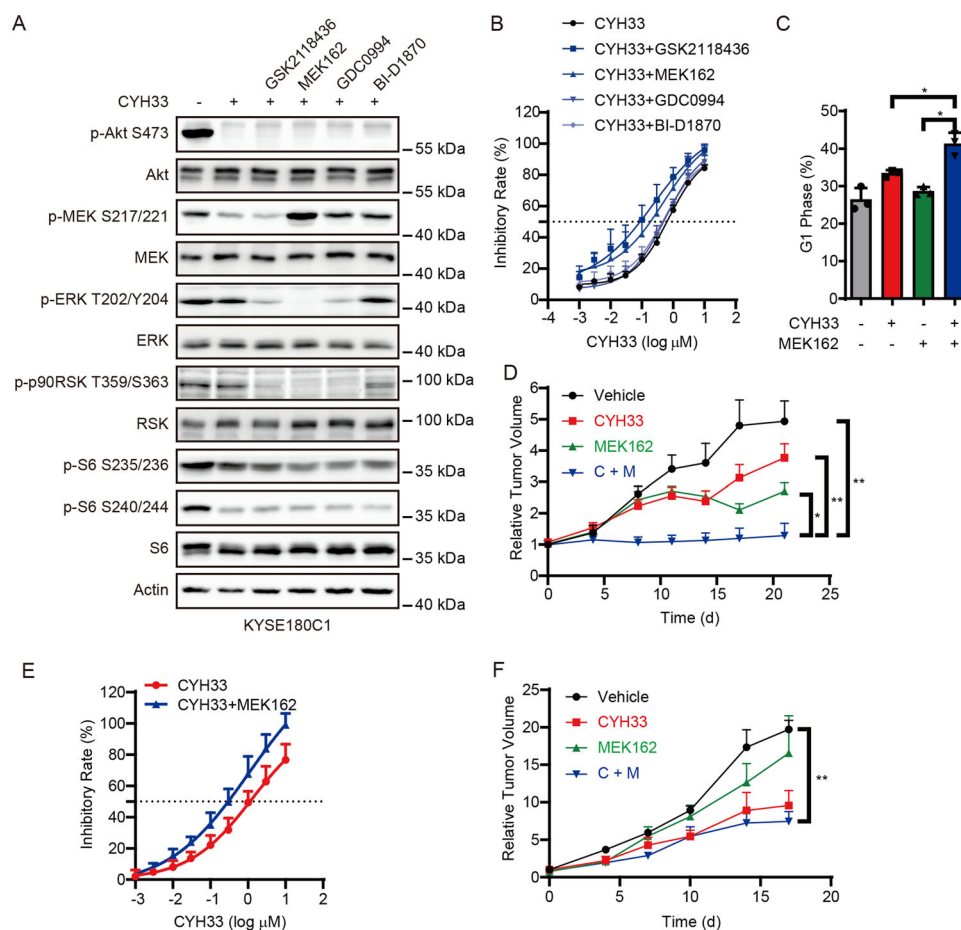 A
GSK2118436
MEK162
GDC0994
BI-D1870
CYH33 - + + + + +
p-Akt S473
55 kDa
Akt
55 kDa
p-MEK S217/221
40 kDa
MEK
40 kDa
p-ERK T202/Y204
40 kDa
ERK
40 kDa
p-p90RSK T359/S363
100 kDa
RSK
100 kDa
p-S6 S235/236
35 kDa
p-S6 S240/244
35 kDa
S6
35 kDa
Actin
40 kDa
KYSE180C1
B
CYH33
CYH33+GSK2118436
CYH33+MEK162
CYH33+GDC0994
CYH33+BI-D1870
Inhibitory Rate (%)
120
100
80
60
40
20
0
-4 -3 -2 -1 0 1 2
CYH33 (log μM)
C
G1 Phase (%)
50
40
30
20
10
0
* *
CYH33 - + - +
MEK162 - - + +
D
Vehicle
CYH33
MEK162
C + M
Relative Tumor Volume
6
5
4
3
2
1
0
0 5 10 15 20 25
Time (d)
* ** **
E
CYH33
CYH33+MEK162
Inhibitory Rate (%)
120
100
80
60
40
20
0
-3 -2 -1 0 1 2
CYH33 (log μM)
F
Vehicle
CYH33
MEK162
C + M
Relative Tumor Volume
25
20
15
10
5
0
0 5 10 15 20
Time (d)
**